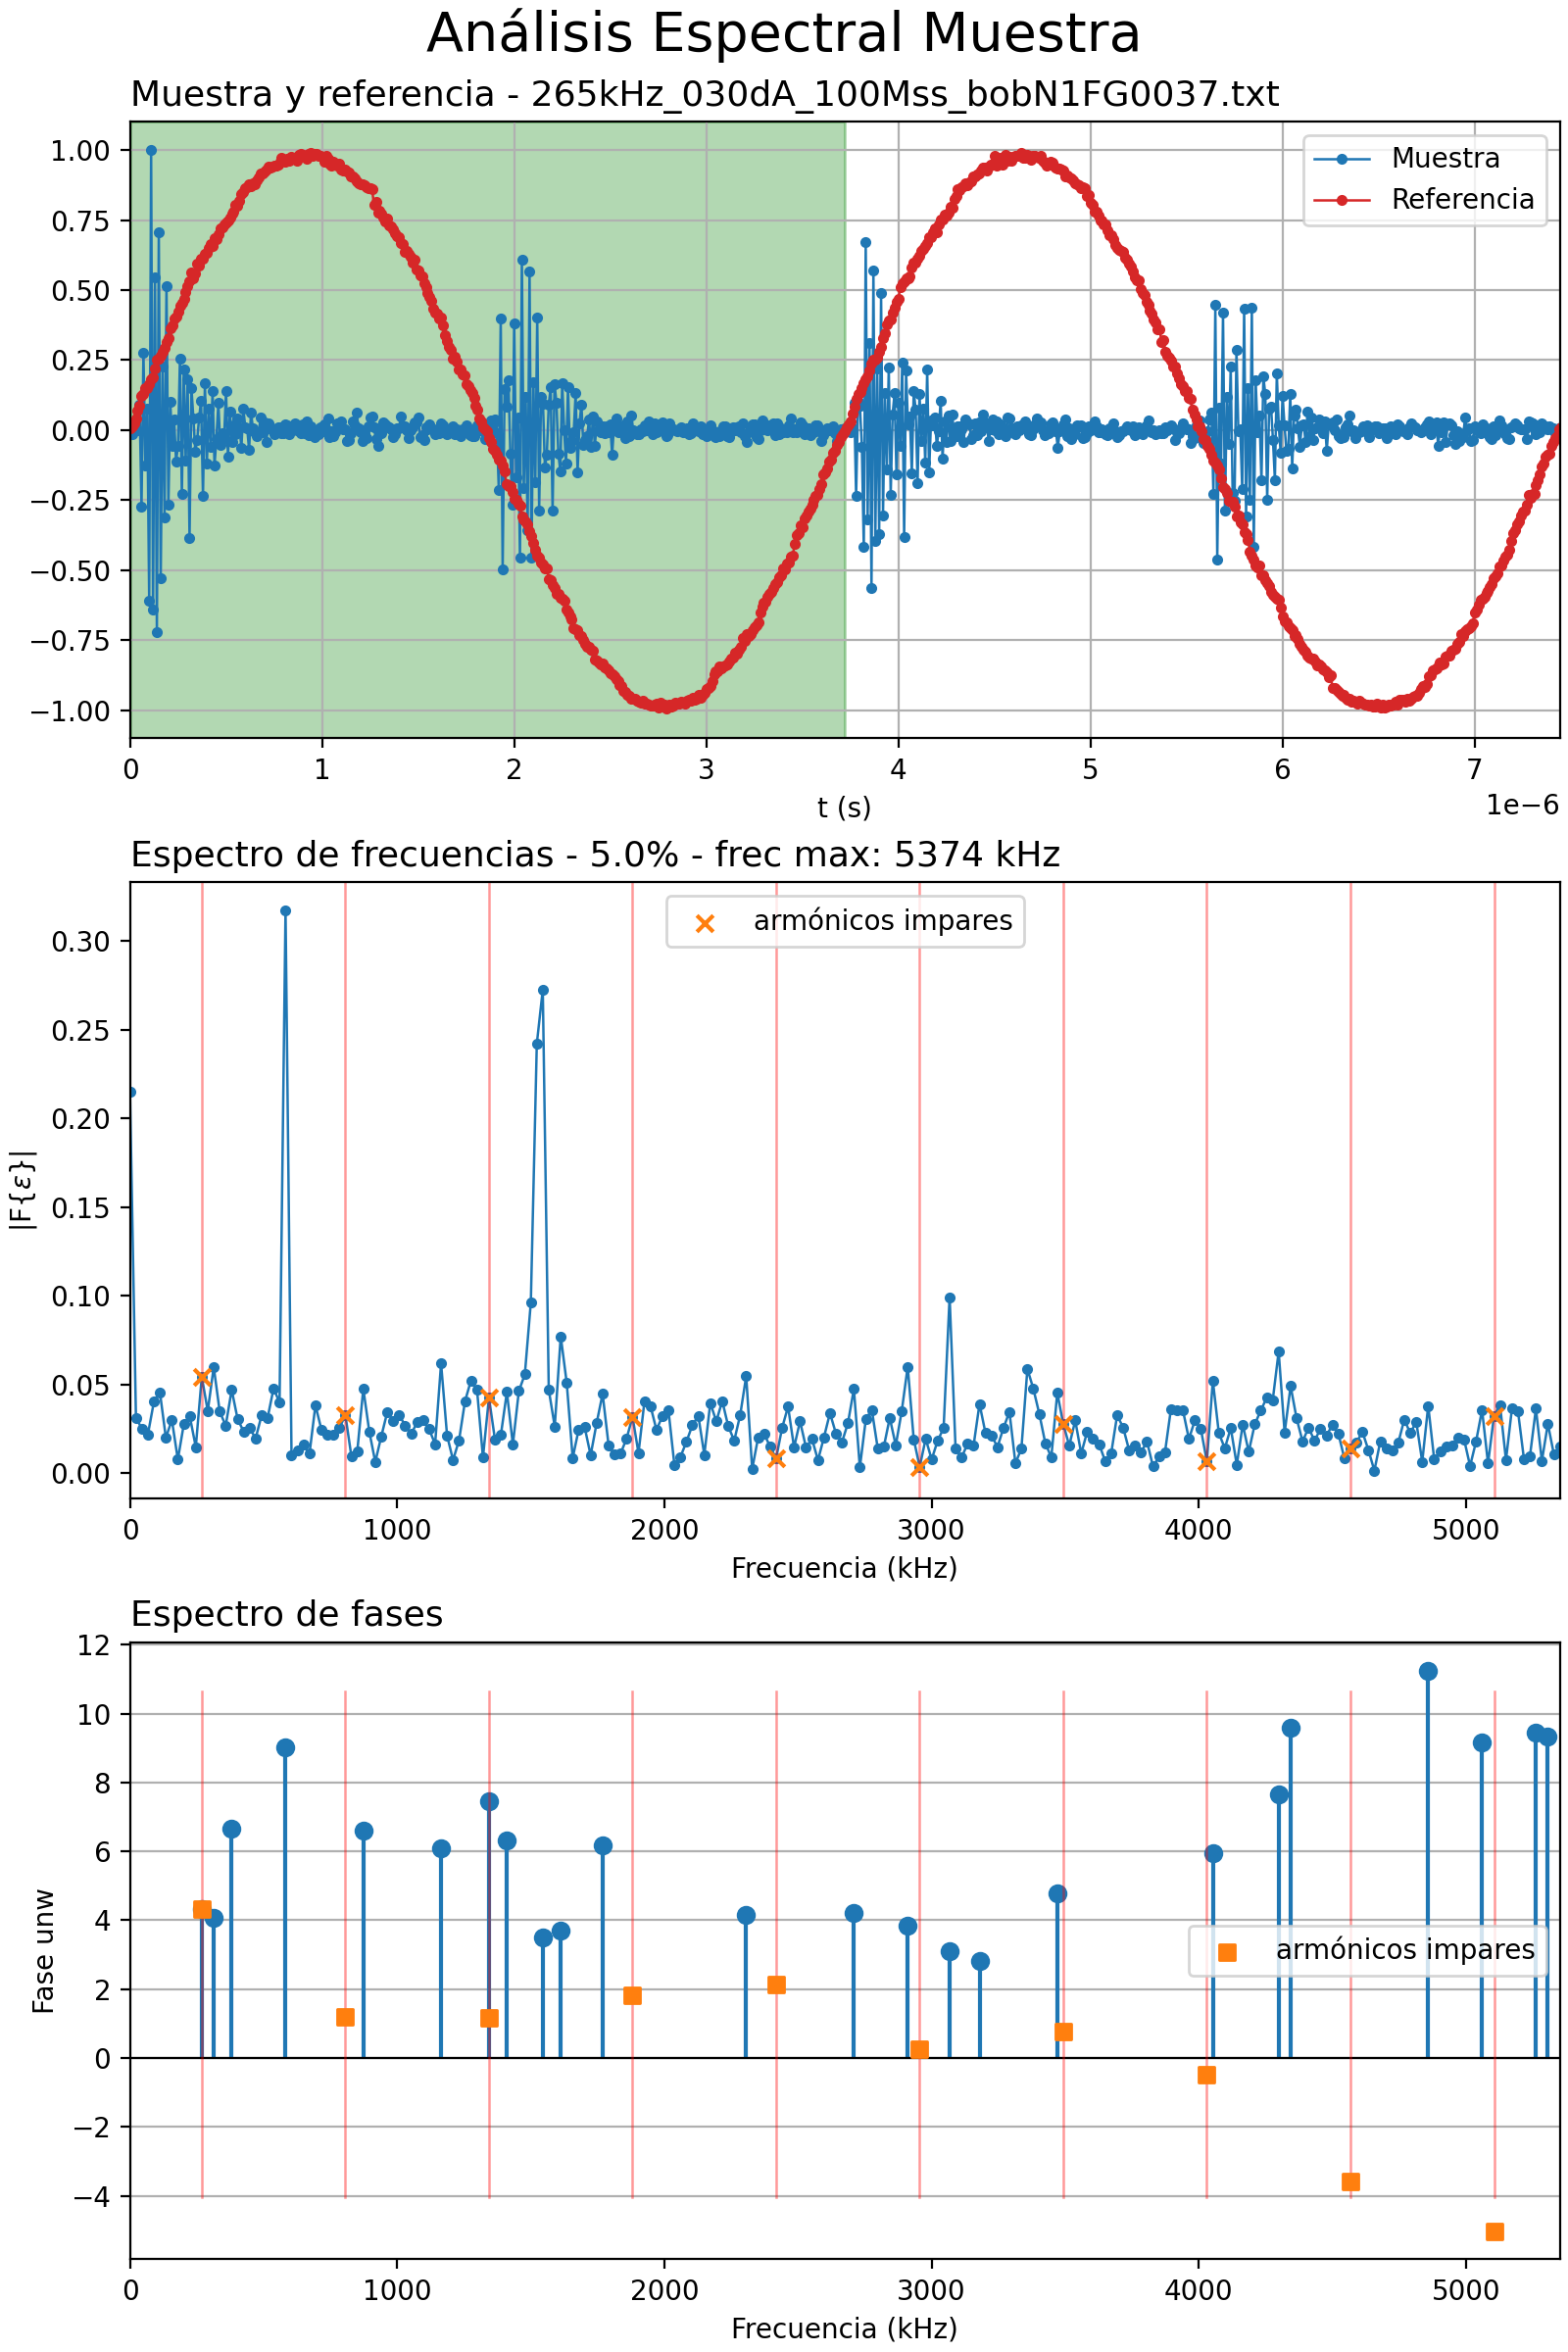 Análisis Espectral Muestra
Muestra y referencia - 265kHz_030dA_100Mss_bobN1FG0037.txt
1.00
0.75
0.50
0.25
0.00
−0.25
−0.50
−0.75
−1.00
Muestra
Referencia
0 1 2 3 4 5 6 7
t (s)
1e−6
Espectro de frecuencias - 5.0% - frec max: 5374 kHz
armónicos impares
|F{ε}|
0.30
0.25
0.20
0.15
0.10
0.05
0.00
0 1000 2000 3000 4000 5000
Frecuencia (kHz)
Espectro de fases
Fase unw
12
10
8
6
4
2
0
−2
−4
armónicos impares
0 1000 2000 3000 4000 5000
Frecuencia (kHz)